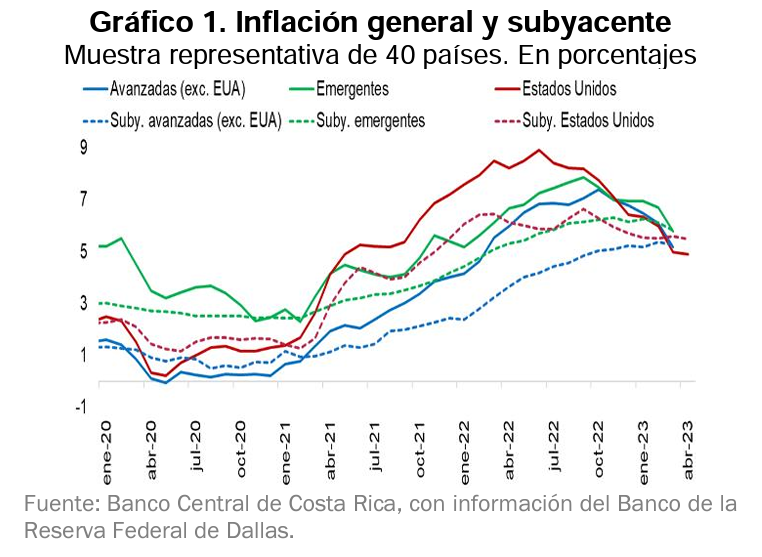 Gráfico 1. Inflación general y subyacente
Muestra representativa de 40 países. En porcentajes
Avanzadas (exc. EUA) Emergentes Estados Unidos
Suby. avanzadas (exc. EUA) Suby. emergentes Suby. Estados Unidos
9
7
5
3
1
-1
ene-20 abr-20 jul-20 oct-20 ene-21 abr-21 jul-21 oct-21 ene-22 abr-22 jul-22 oct-22 ene-23 abr-23
Fuente: Banco Central de Costa Rica, con información del Banco de la
Reserva Federal de Dallas.